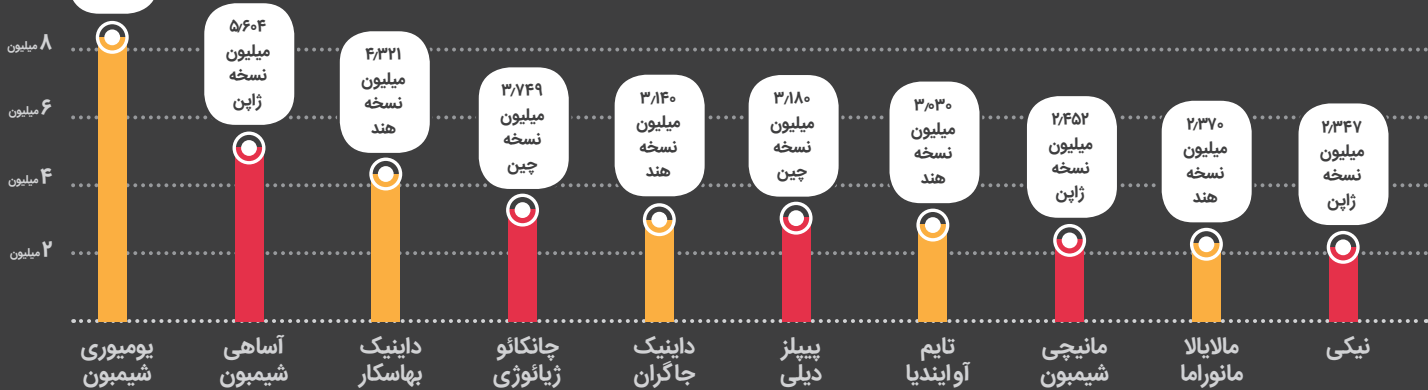 ۸ میلیون
۶ میلیون
۴ میلیون
۲ میلیون
۵٫۶۰۴
میلیون
نسخه
ژاپن
۴٫۳۲۱
میلیون
نسخه
هند
۳٫۷۴۹
میلیون
نسخه
چین
۳٫۱۴۰
میلیون
نسخه
هند
۳٫۱۸۰
میلیون
نسخه
چین
۳٫۰۳۰
میلیون
نسخه
هند
۲٫۴۵۲
میلیون
نسخه
ژاپن
۲٫۳۷۰
میلیون
نسخه
هند
۲٫۳۴۷
میلیون
نسخه
ژاپن
یومیوری
شیمبون
آساهی
شیمبون
داینیک
بهاسکار
چانکائو
ژیائوژی
داینیک
جاگران
پیپلز
دیلی
تایم
آو ایندیا
مانیچی
شیمبون
مالایالا
مانوراما
نیکی